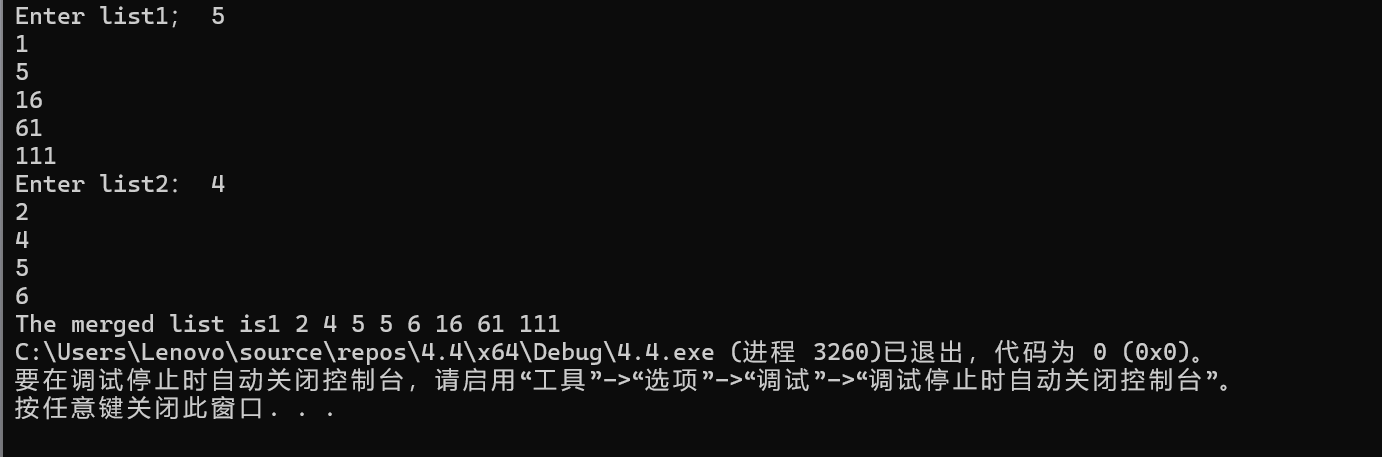 Enter list1;  5
1
5
16
61
111
Enter list2:  4
2
4
5
6
The merged list is1 2 4 5 5 6 16 61 111
C:\Users\Lenovo\source\repos\4.4\x64\Debug\4.4.exe (进程 3260)已退出，代码为 0 (0x0)。
要在调试停止时自动关闭控制台，请启用“工具”->“选项”->“调试”->“调试停止时自动关闭控制台”。
按任意键关闭此窗口. . .